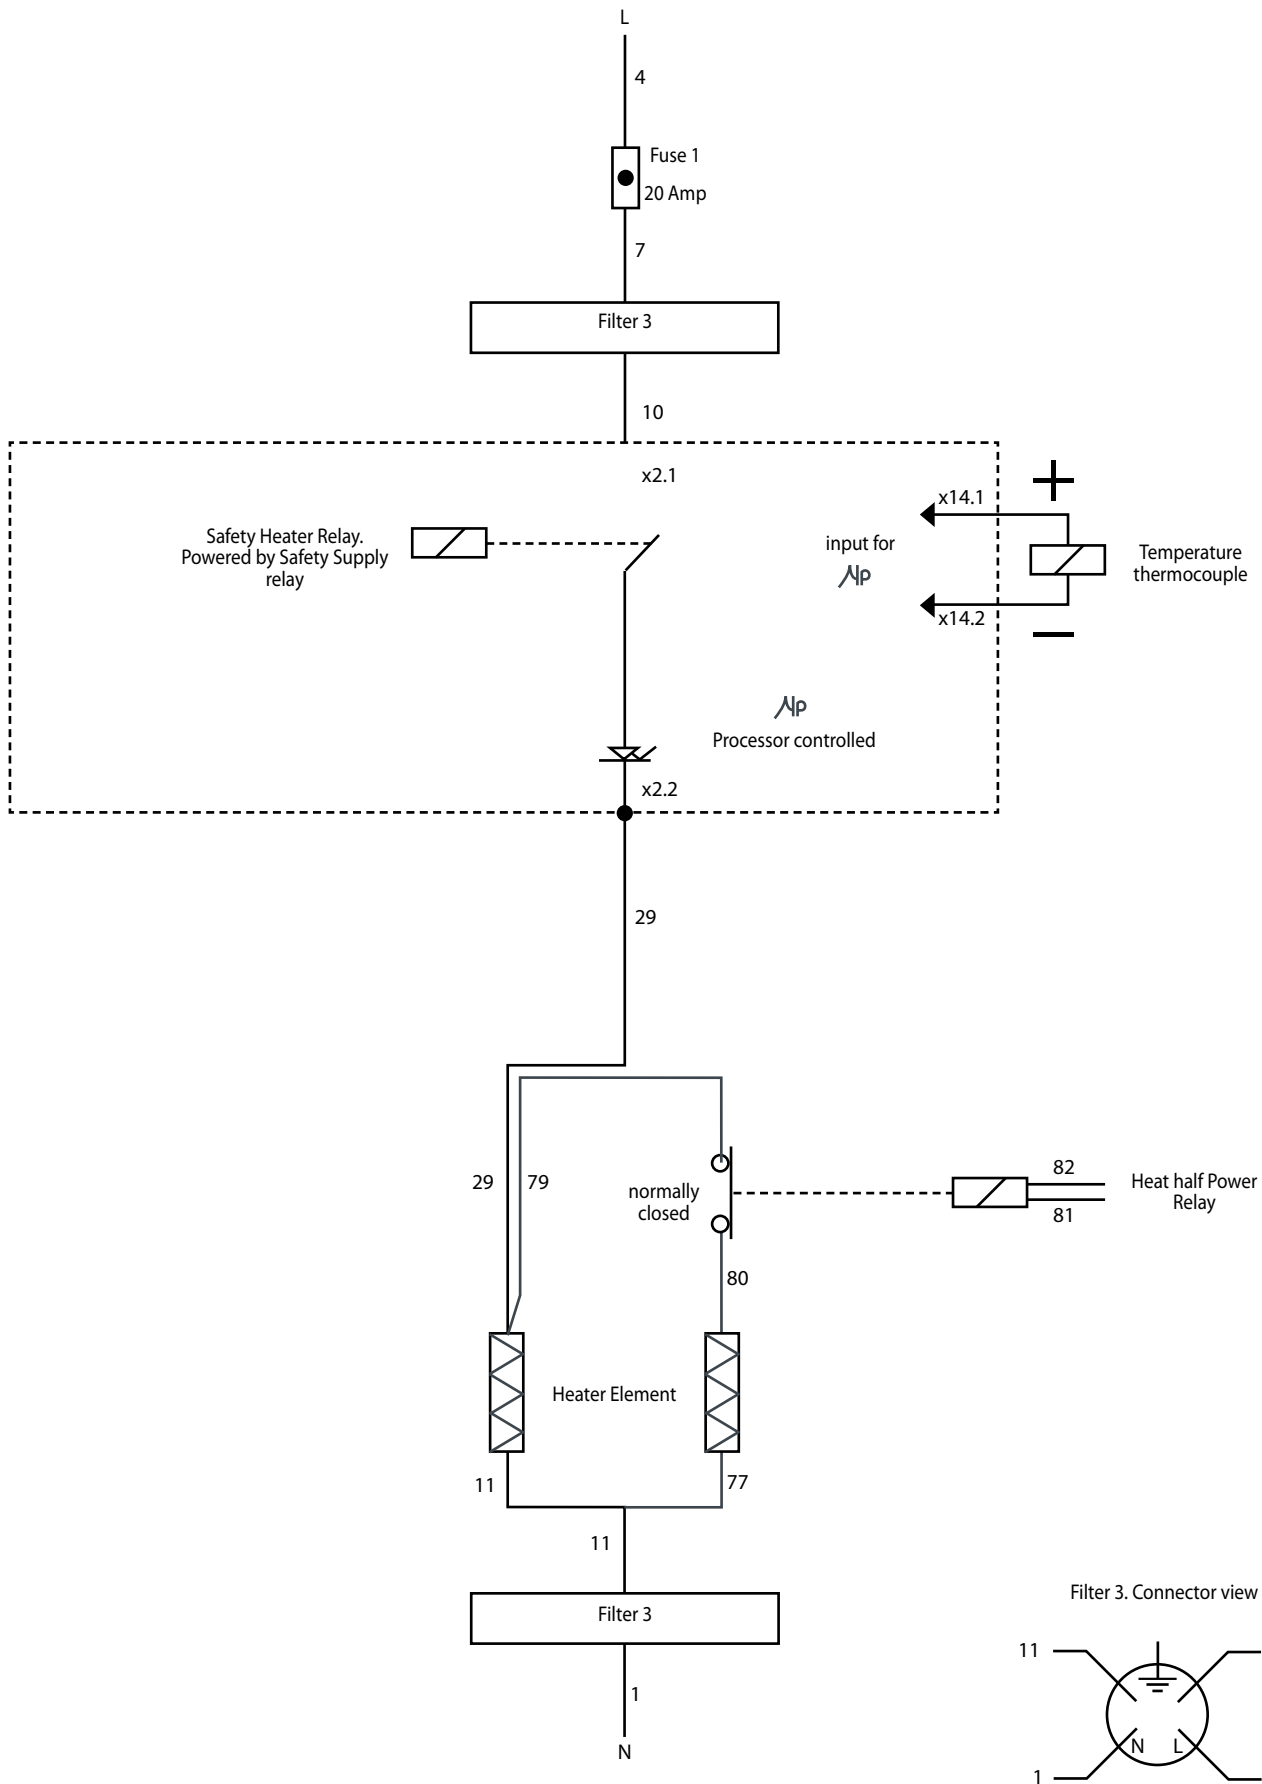 L
4
Fuse 1
20 Amp
7
Filter 3
10
x2.1
x14.1
Safety Heater Relay.
Powered by Safety Supply
relay
input for
Temperature
thermocouple
x14.2
Processor controlled
x2.2
29
29
79
normally
closed
82
81
Heat half Power
Relay
80
Heater Element
11
77
11
Filter 3
Filter 3. Connector view
11
1
N
N
L
1